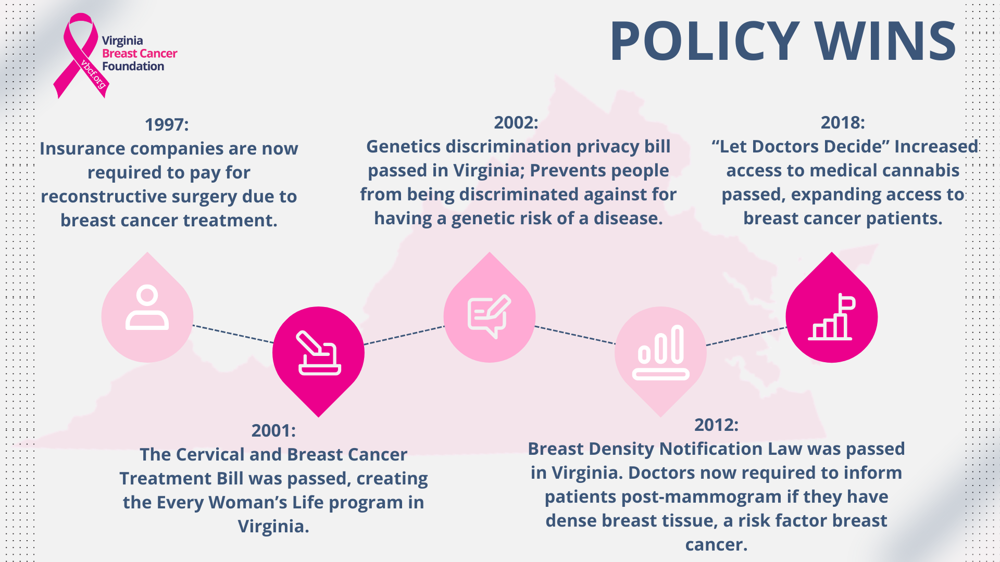 Virginia
Breast Cancer
Foundation
vbcf.org
POLICY WINS
1997:
Insurance companies are now
required to pay for
reconstructive surgery due to
breast cancer treatment.
2002:
Genetics discrimination privacy bill
passed in Virginia; Prevents people
from being discriminated against for
having a genetic risk of a disease.
2018:
“Let Doctors Decide” Increased
access to medical cannabis
passed, expanding access to
breast cancer patients.
2001:
The Cervical and Breast Cancer
Treatment Bill was passed, creating
the Every Woman’s Life program in
Virginia.
2012:
Breast Density Notification Law was passed
in Virginia. Doctors now required to inform
patients post-mammogram if they have
dense breast tissue, a risk factor breast
cancer.